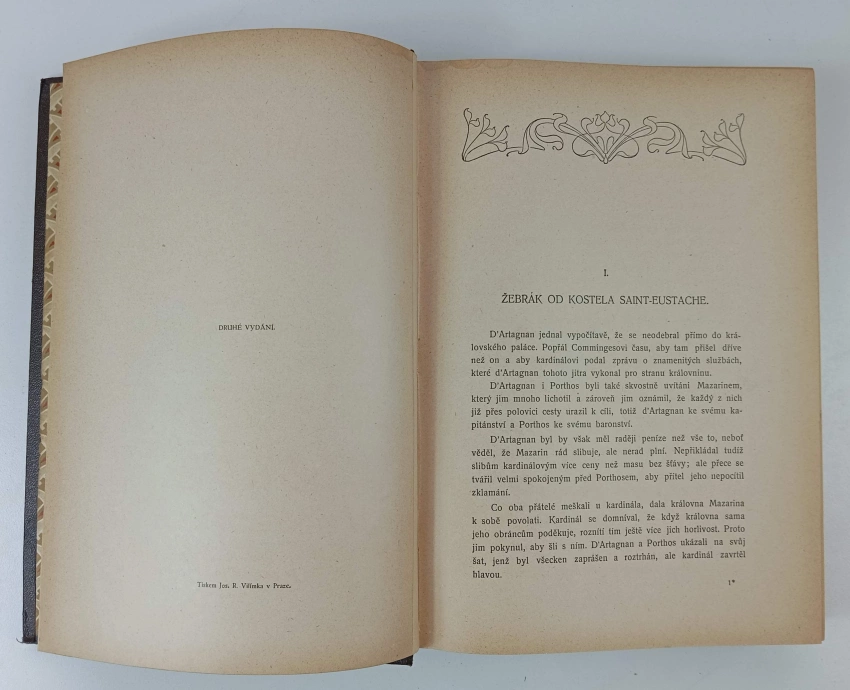 DRUHÉ VYDÁNÍ.
Tiskem Jos. R. Vilímka v Praze.
I.
ŽEBRÁK OD KOSTELA SAINT-EUSTACHE.
D'Artagnan jednal vypočítavě, že se neodebral přímo do krá-
lovského paláce. Popřál Commingesovi času, aby tam přišel dříve
než on a aby kardinálovi podal zprávu o znamenitých službách,
které d'Artagnan tohoto jitra vykonal pro stranu královninu.
D'Artagnan i Porthos byli také skvostně uvítáni Mazarinem,
který jim mnoho lichotil a zároveň jim oznámil, že každý z nich
již přes polovici cesty urazil k cíli, totiž d'Artagnan ke svému ka-
pitánství a Porthos ke svému baronství.
D'Artagnan byl by však měl raději peníze než vše to, neboť
věděl, že Mazarin rád slibuje, ale nerad plní. Nepřikládal tudíž
slibům kardinálovým více ceny než masu bez šťávy; ale přece se
tvářil velmi spokojeným před Porthosem, aby přítel jeho nepocítil
zklamání.
Co oba přátelé meškali u kardinála, dala královna Mazarina
k sobě povolati. Kardinál se domníval, že když královna sama
jeho obráncům poděkuje, roznítí tím ještě více jich horlivost. Proto
jim pokynul, aby šli s ním. D'Artagnan a Porthos ukázali na svůj
šat, jenž byl všecken zaprášen a roztrhán, ale kardinál zavrtěl
hlavou.
1*